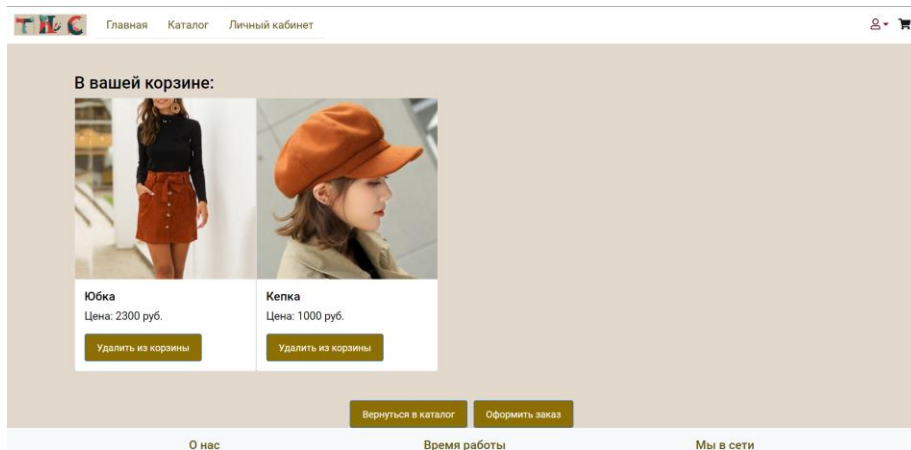 ТПС
Главная Каталог Личный кабинет
В вашей корзине:
Юбка
Цена: 2300 руб.
Удалить из корзины
Кепка
Цена: 1000 руб.
Удалить из корзины
Вернуться в каталог Оформить заказ
О нас Время работы Мы в сети